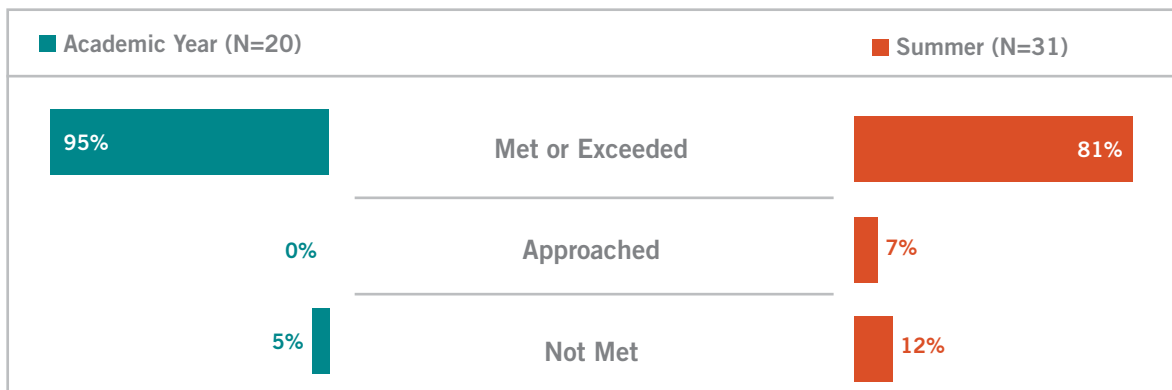 Academic Year (N=20)
Summer (N=31)
95%
Met or Exceeded
81%
0%
Approached
7%
5%
Not Met
12%